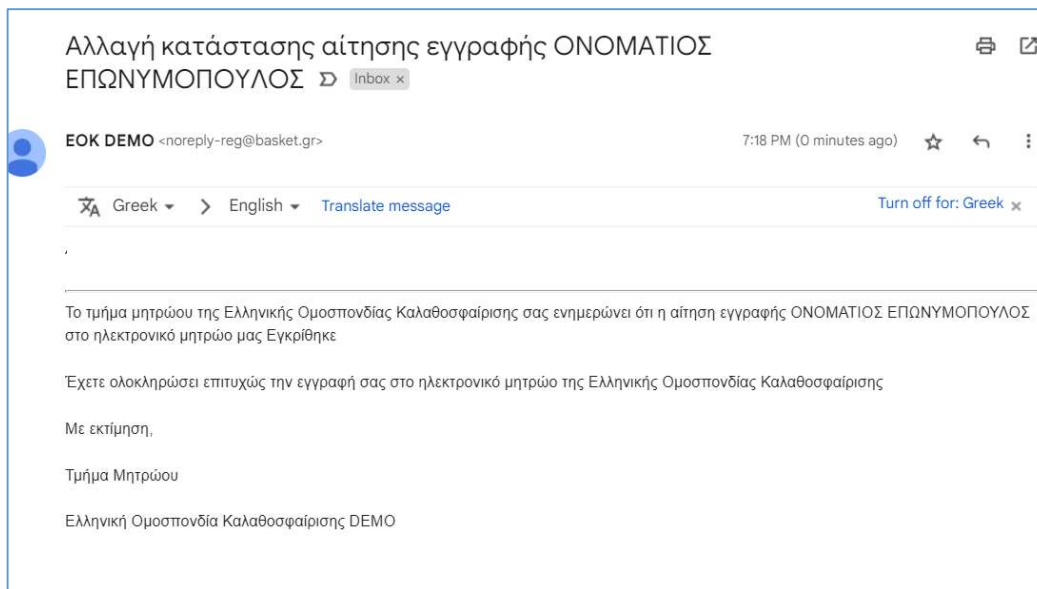 Αλλαγή κατάστασης αίτησης εγγραφής ΟΝΟΜΑΤΙΟΣ
ΕΠΩΝΥΜΟΠΟΥΛΟΣ Inbox ×
EOK DEMO <noreply-reg@basket.gr> 7:18 PM (0 minutes ago)
Greek > English Translate message Turn off for: Greek ×
,
Το τμήμα μητρώου της Ελληνικής Ομοσπονδίας Καλαθοσφαίρισης σας ενημερώνει ότι η αίτηση εγγραφής ΟΝΟΜΑΤΙΟΣ ΕΠΩΝΥΜΟΠΟΥΛΟΣ
στο ηλεκτρονικό μητρώο μας Εγκρίθηκε
Έχετε ολοκληρώσει επιτυχώς την εγγραφή σας στο ηλεκτρονικό μητρώο της Ελληνικής Ομοσπονδίας Καλαθοσφαίρισης
Με εκτίμηση,
Τμήμα Μητρώου
Ελληνική Ομοσπονδία Καλαθοσφαίρισης DEMO